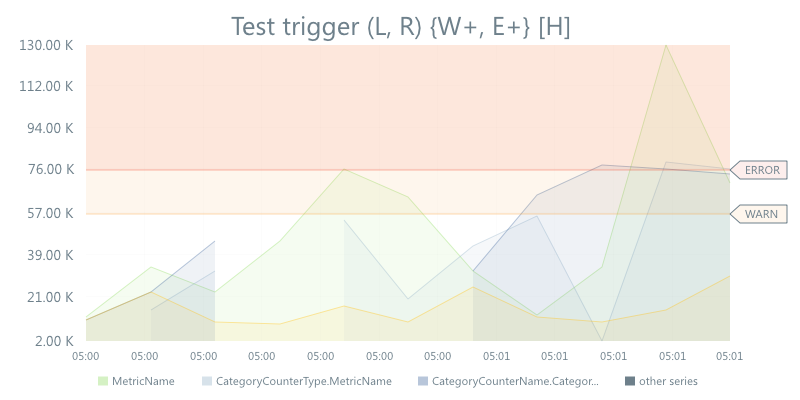 Test trigger (L, R) {W+, E+} [H]
130.00 K
112.00 K
94.00 K
76.00 K
ERROR
57.00 K
WARN
39.00 K
21.00 K
2.00 K
05:00 05:00 05:00 05:00 05:00 05:00 05:00 05:01 05:01 05:01 05:01 05:01
MetricName CategoryCounterType.MetricName CategoryCounterName.Categor... other series